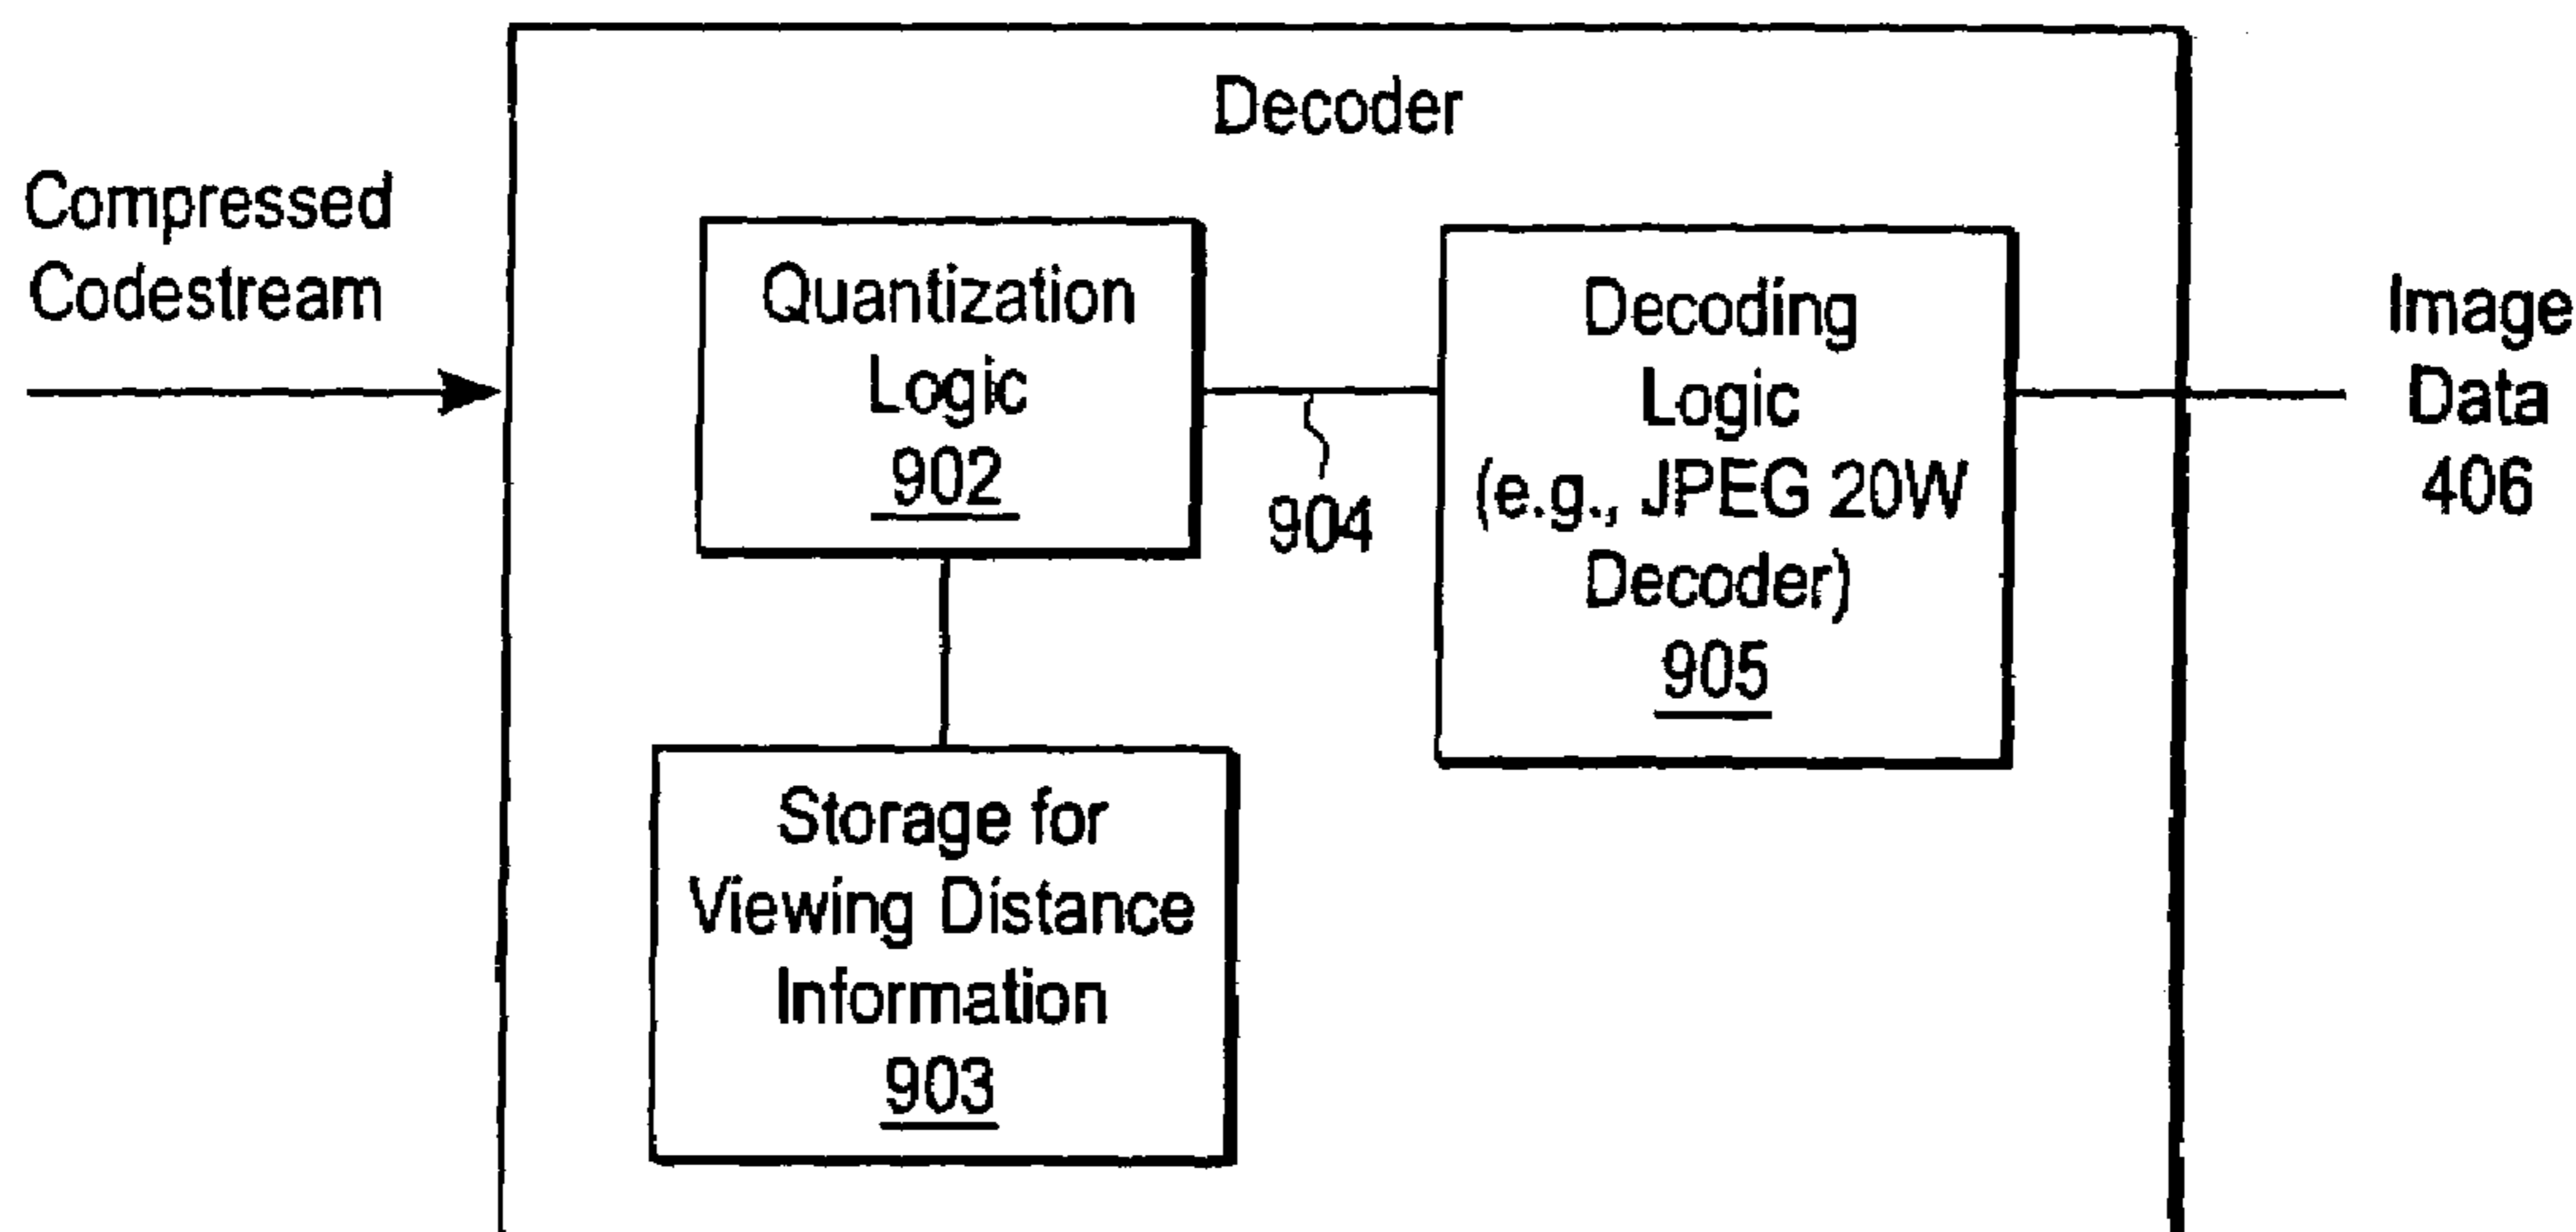 Decoder
Compressed
Codestream
Quantization
Logic
902
904
Decoding
Logic
(e.g., JPEG 20W
Decoder)
905
Image
Data
406
Storage for
Viewing Distance
Information
903